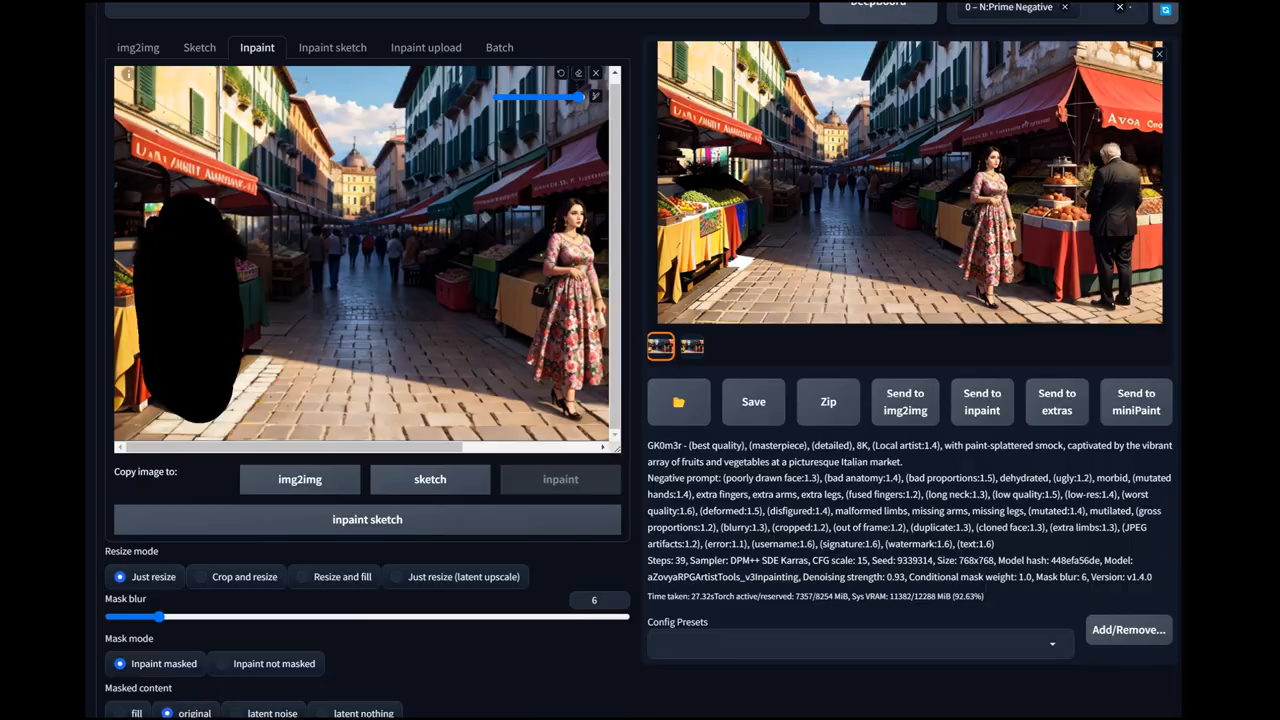 DeepBooru
0 – N:Prime Negative
img2img
Sketch
Inpaint
Inpaint sketch
Inpaint upload
Batch
Copy image to:
img2img
sketch
inpaint
inpaint sketch
Resize mode
Just resize
Crop and resize
Resize and fill
Just resize (latent upscale)
Mask blur
6
Mask mode
Inpaint masked
Inpaint not masked
Masked content
fill
original
latent noise
latent nothing
Save
Zip
Send to img2img
Send to inpaint
Send to extras
Send to miniPaint
GK0m3r - (best quality), (masterpiece), (detailed), 8K, (Local artist:1.4), with paint-splattered smock, captivated by the vibrant
array of fruits and vegetables at a picturesque Italian market.
Negative prompt: (poorly drawn face:1.3), (bad anatomy:1.4), (bad proportions:1.5), dehydrated, (ugly:1.2), morbid, (mutated
hands:1.4), extra fingers, extra arms, extra legs, (fused fingers:1.2), (long neck:1.3), (low quality:1.5), (low-res:1.4), (worst
quality:1.6), (deformed:1.5), (disfigured:1.4), malformed limbs, missing arms, missing legs, (mutated:1.4), mutilated, (gross
proportions:1.2), (blurry:1.3), (cropped:1.2), (out of frame:1.2), (duplicate:1.3), (cloned face:1.3), (extra limbs:1.3), (JPEG
artifacts:1.2), (error:1.1), (username:1.6), (signature:1.6), (watermark:1.6), (text:1.6)
Steps: 39, Sampler: DPM++ SDE Karras, CFG scale: 15, Seed: 9339314, Size: 768x768, Model hash: 448efa56de, Model:
aZovyaRPGArtistTools_v3Inpainting, Denoising strength: 0.93, Conditional mask weight: 1.0, Mask blur: 6, Version: v1.4.0
Time taken: 27.32sTorch active/reserved: 7357/8254 MiB, Sys VRAM: 11382/12288 MiB (92.63%)
Config Presets
Add/Remove...